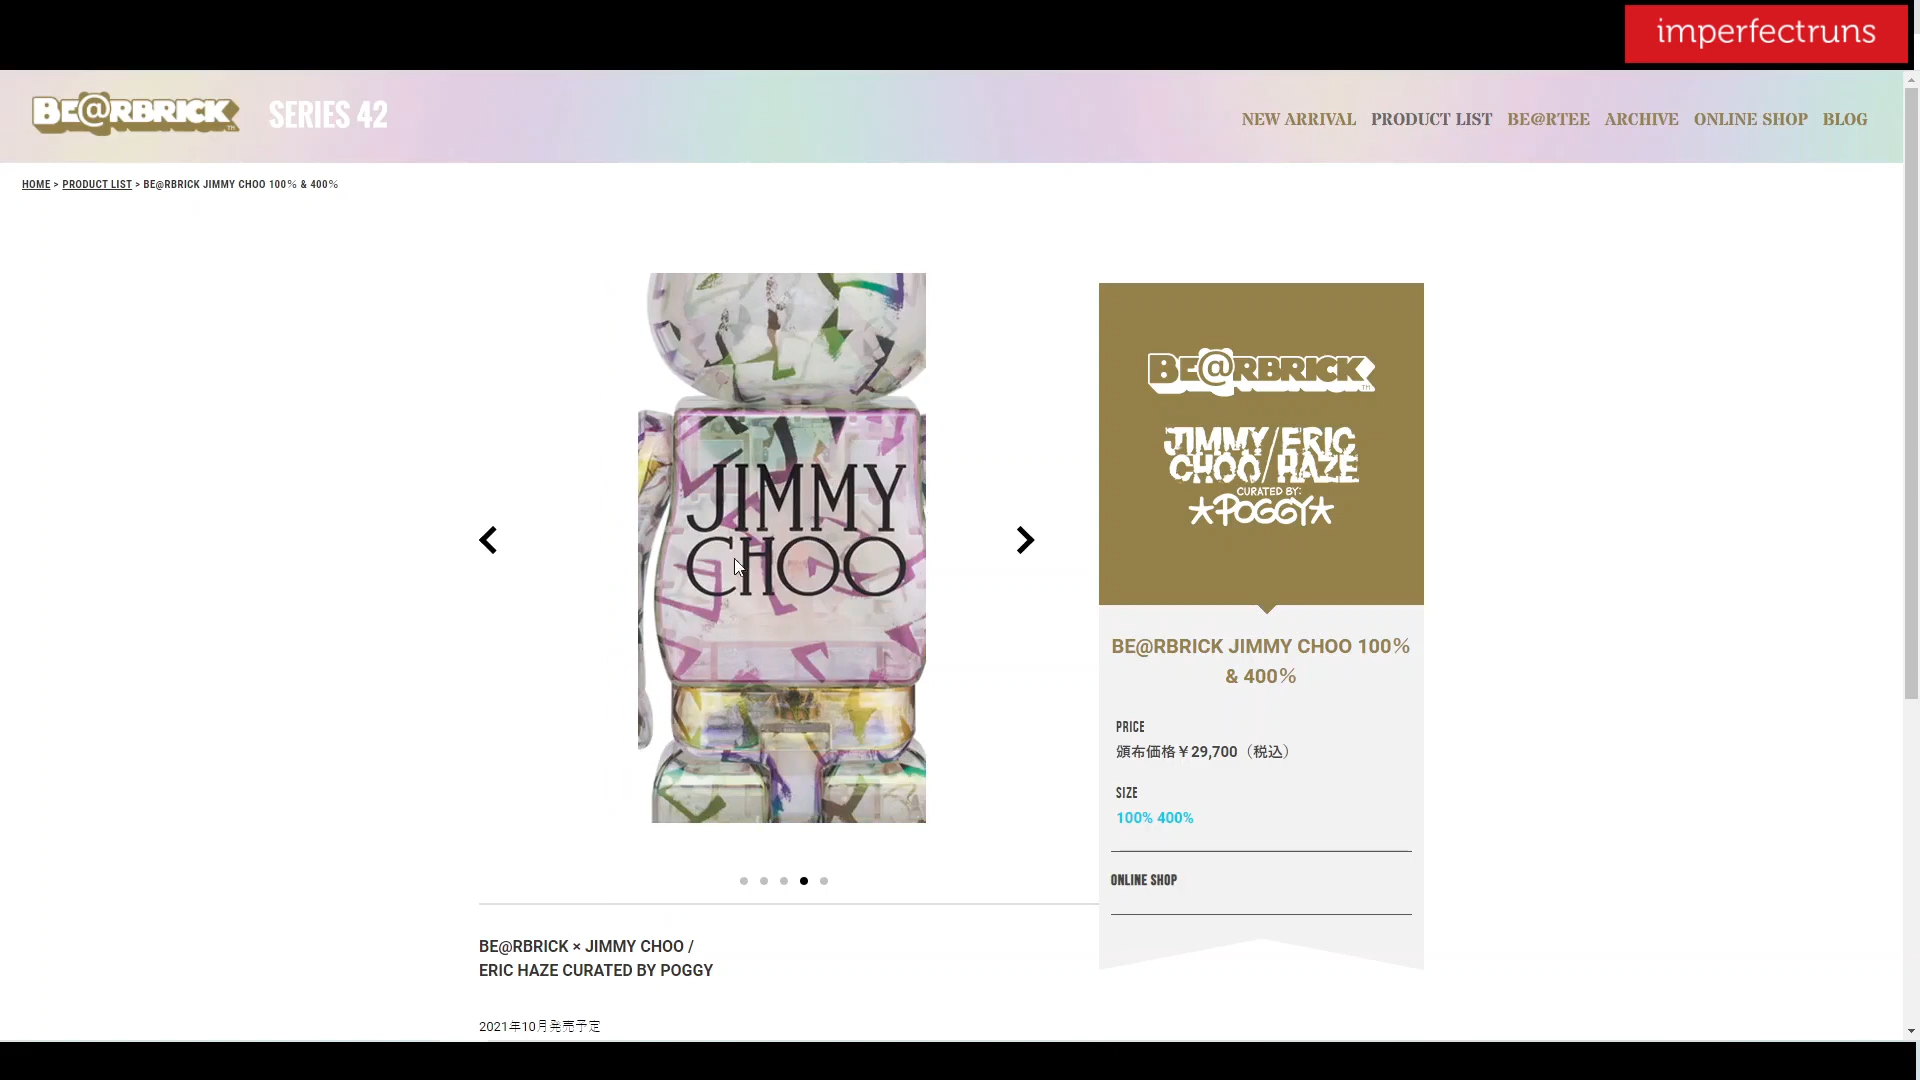 imperfectruns
BE@RBRICK TM
SERIES 42
NEW ARRIVAL PRODUCT LIST BE@RTEE ARCHIVE ONLINE SHOP BLOG
HOME > PRODUCT LIST > BE@RBRICK JIMMY CHOO 100% & 400%
JIMMY
CHOO
BE@RBRICK TM
JIMMY/ERIC
CHOO/HAZE
CURATED BY:
★POGGY★
BE@RBRICK JIMMY CHOO 100%
& 400%
PRICE
頒布価格￥29,700（税込）
SIZE
100% 400%
ONLINE SHOP
BE@RBRICK × JIMMY CHOO /
ERIC HAZE CURATED BY POGGY
2021年10月発売予定